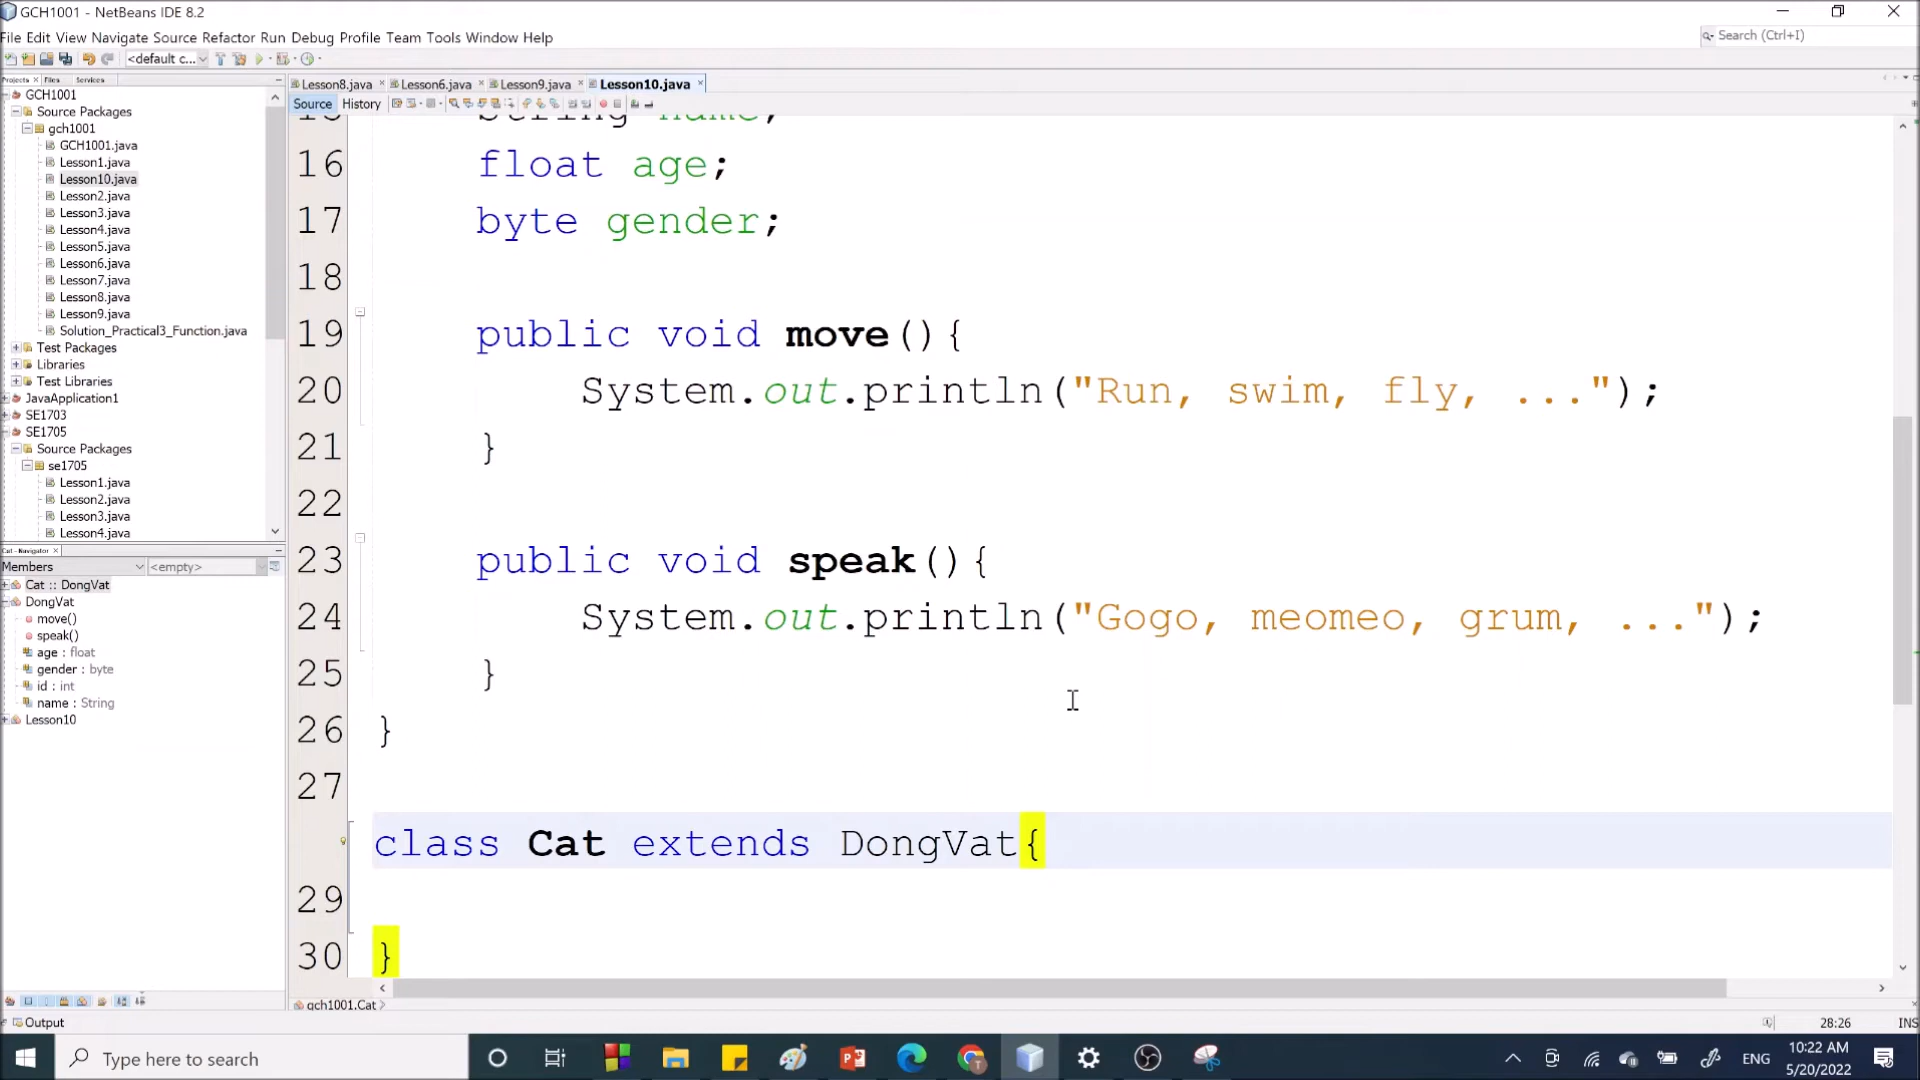 GCH1001 - NetBeans IDE 8.2
File Edit View Navigate Source Refactor Run Debug Profile Team Tools Window Help
Search (Ctrl+I)
<default c...
Projects Files Services
Lesson8.java Lesson6.java Lesson9.java Lesson10.java
Source History
GCH1001
Source Packages
gch1001
GCH1001.java
Lesson1.java
Lesson10.java
Lesson2.java
Lesson3.java
Lesson4.java
Lesson5.java
Lesson6.java
Lesson7.java
Lesson8.java
Lesson9.java
Solution_Practical3_Function.java
Test Packages
Libraries
Test Libraries
JavaApplication1
SE1703
SE1705
Source Packages
se1705
Lesson1.java
Lesson2.java
Lesson3.java
Lesson4.java
Cat - Navigator
Members <empty>
Cat :: DongVat
DongVat
move()
speak()
age : float
gender : byte
id : int
name : String
Lesson10
15 String name;
16 float age;
17 byte gender;
18
19 public void move(){
20 System.out.println("Run, swim, fly, ...");
21 }
22
23 public void speak(){
24 System.out.println("Gogo, meomeo, grum, ...");
25 }
26 }
27
class Cat extends DongVat{
29
30 }
gch1001.Cat
Output
28:26 INS
Type here to search
ENG
10:22 AM
5/20/2022